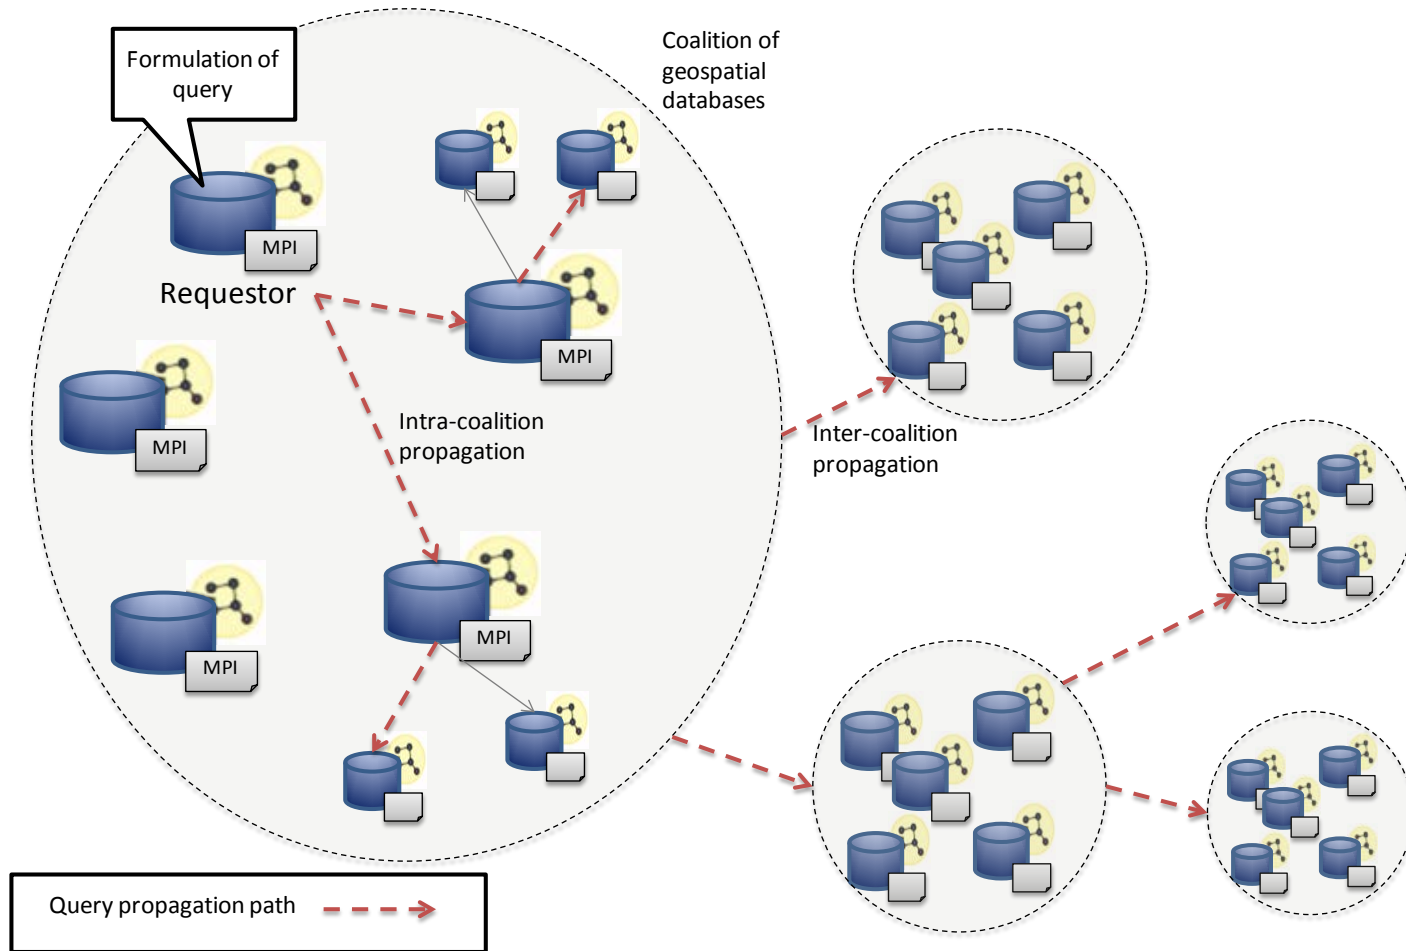 Formulation of
query
Coalition of
geospatial
databases
MPI
Requestor
MPI
MPI
Intra-coalition
propagation
Inter-coalition
propagation
MPI
MPI
Query propagation path